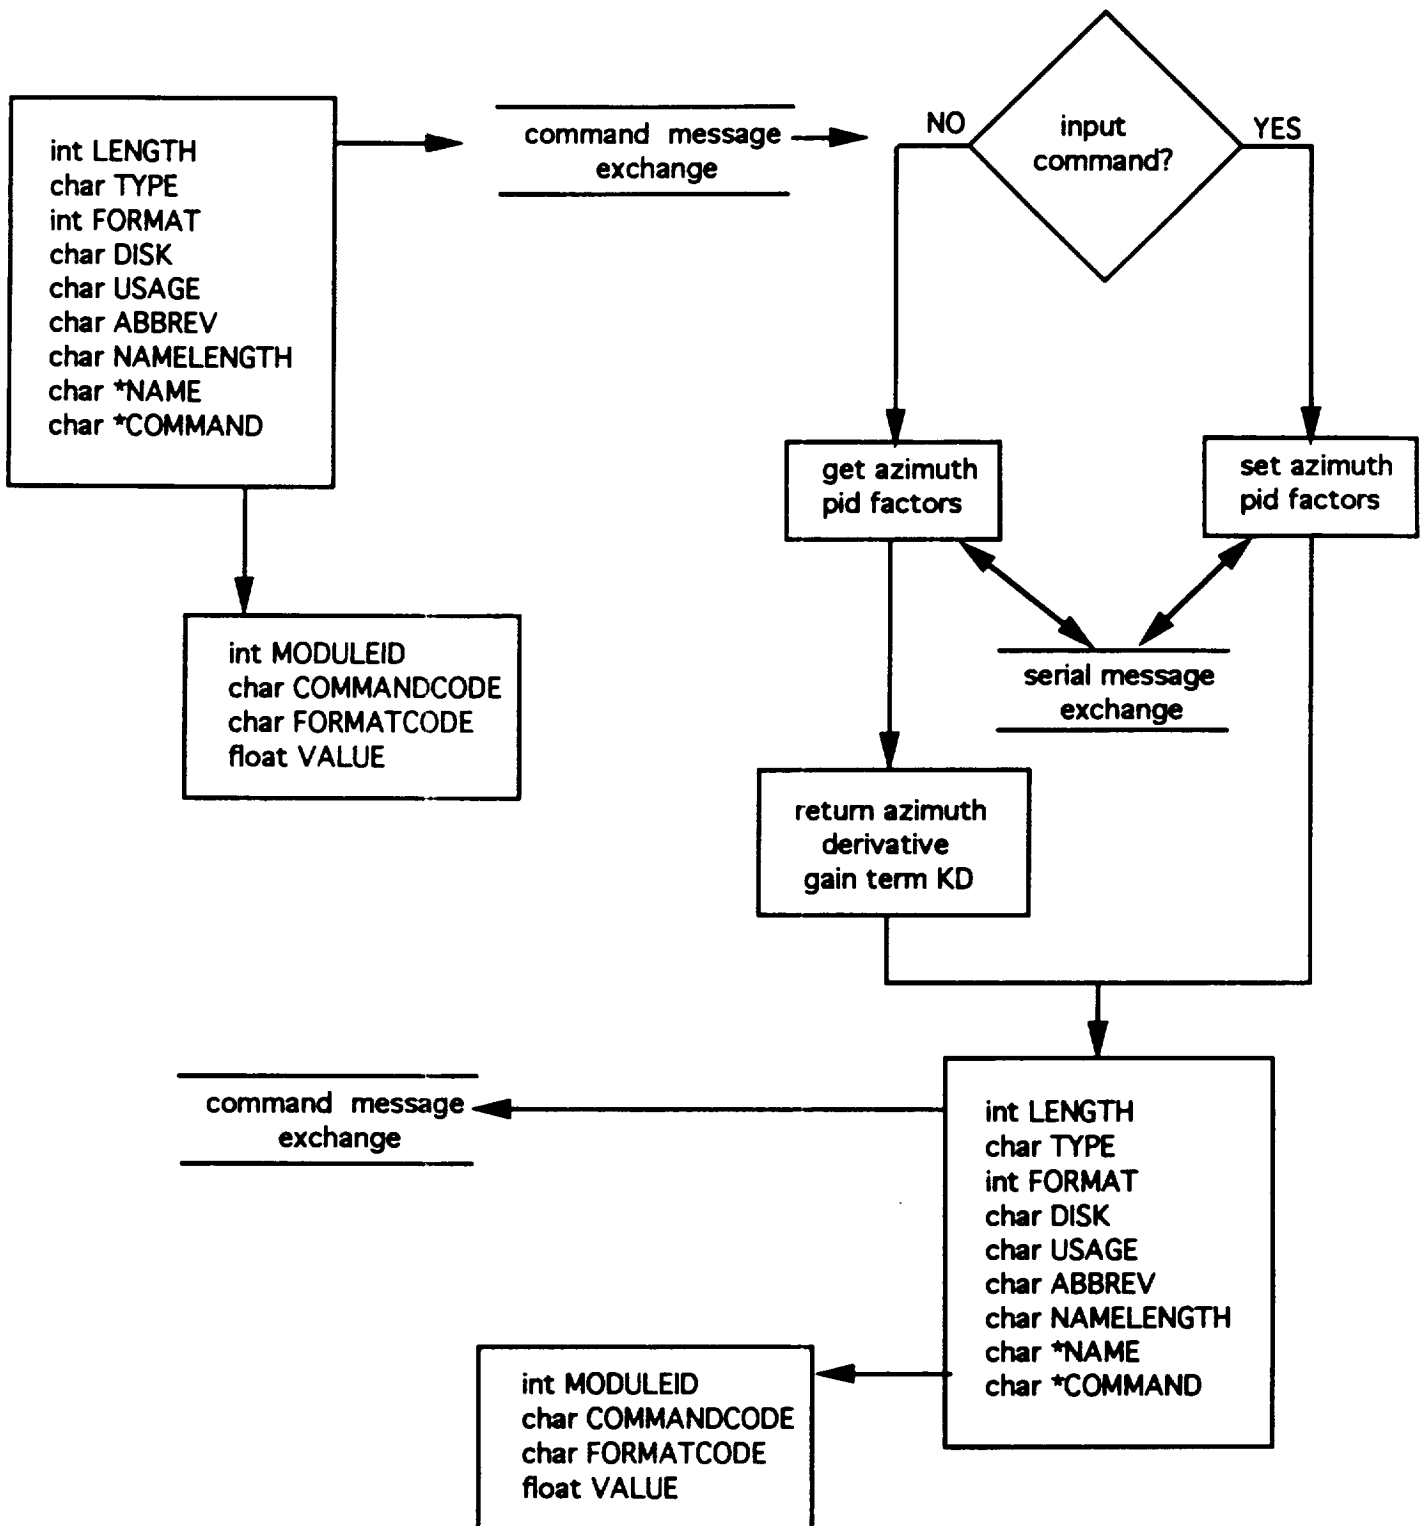 int LENGTH
char TYPE
int FORMAT
char DISK
char USAGE
char ABBREV
char NAMELENGTH
char *NAME
char *COMMAND
command message
exchange
NO
input
command?
YES
get azimuth
pid factors
set azimuth
pid factors
int MODULEID
char COMMANDCODE
char FORMATCODE
float VALUE
serial message
exchange
return azimuth
derivative
gain term KD
command message
exchange
int LENGTH
char TYPE
int FORMAT
char DISK
char USAGE
char ABBREV
char NAMELENGTH
char *NAME
char *COMMAND
int MODULEID
char COMMANDCODE
char FORMATCODE
float VALUE